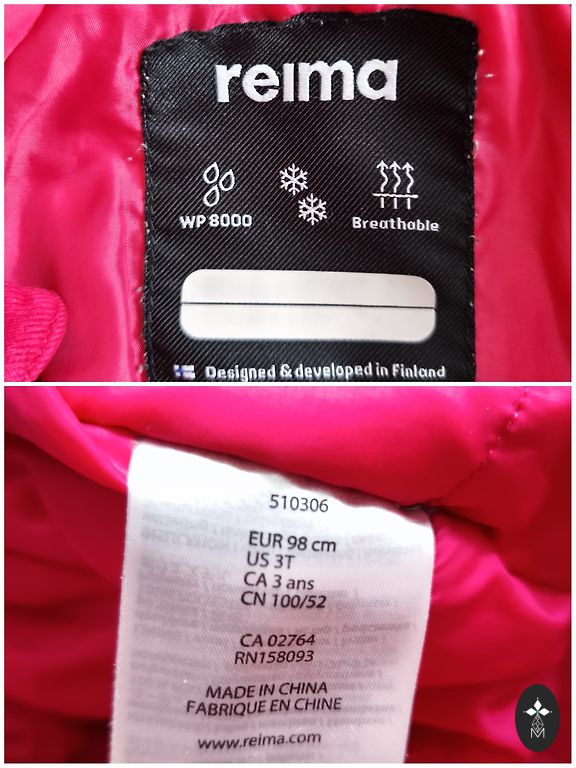 reima
WP 8000
Breathable
Designed & developed in Finland
510306
EUR 98 cm
US 3T
CA 3 ans
CN 100/52
CA 02764
RN158093
MADE IN CHINA
FABRIQUE EN CHINE
www.reima.com